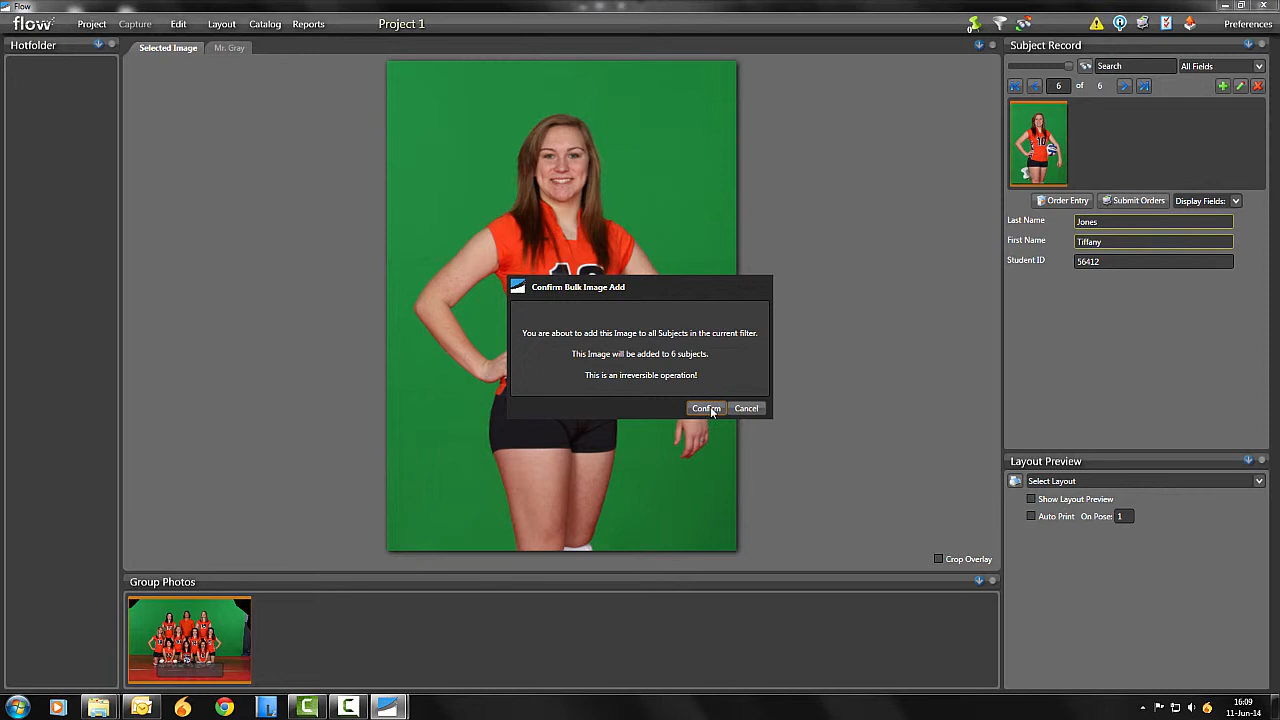 Flow
flow Project Capture Edit Layout Catalog Reports Project 1 0 Preferences
Hotfolder
Selected Image Mr. Gray
Subject Record
Search All Fields
6 of 6
Order Entry Submit Orders Display Fields:
Last Name Jones
First Name Tiffany
Student ID 56412
10
Confirm Bulk Image Add
You are about to add this Image to all Subjects in the current filter.
This Image will be added to 6 subjects.
This is an irreversible operation!
Confirm Cancel
Layout Preview
Select Layout
Show Layout Preview
Auto Print On Pose: 1
Crop Overlay
Group Photos
16:09
11-Jun-14